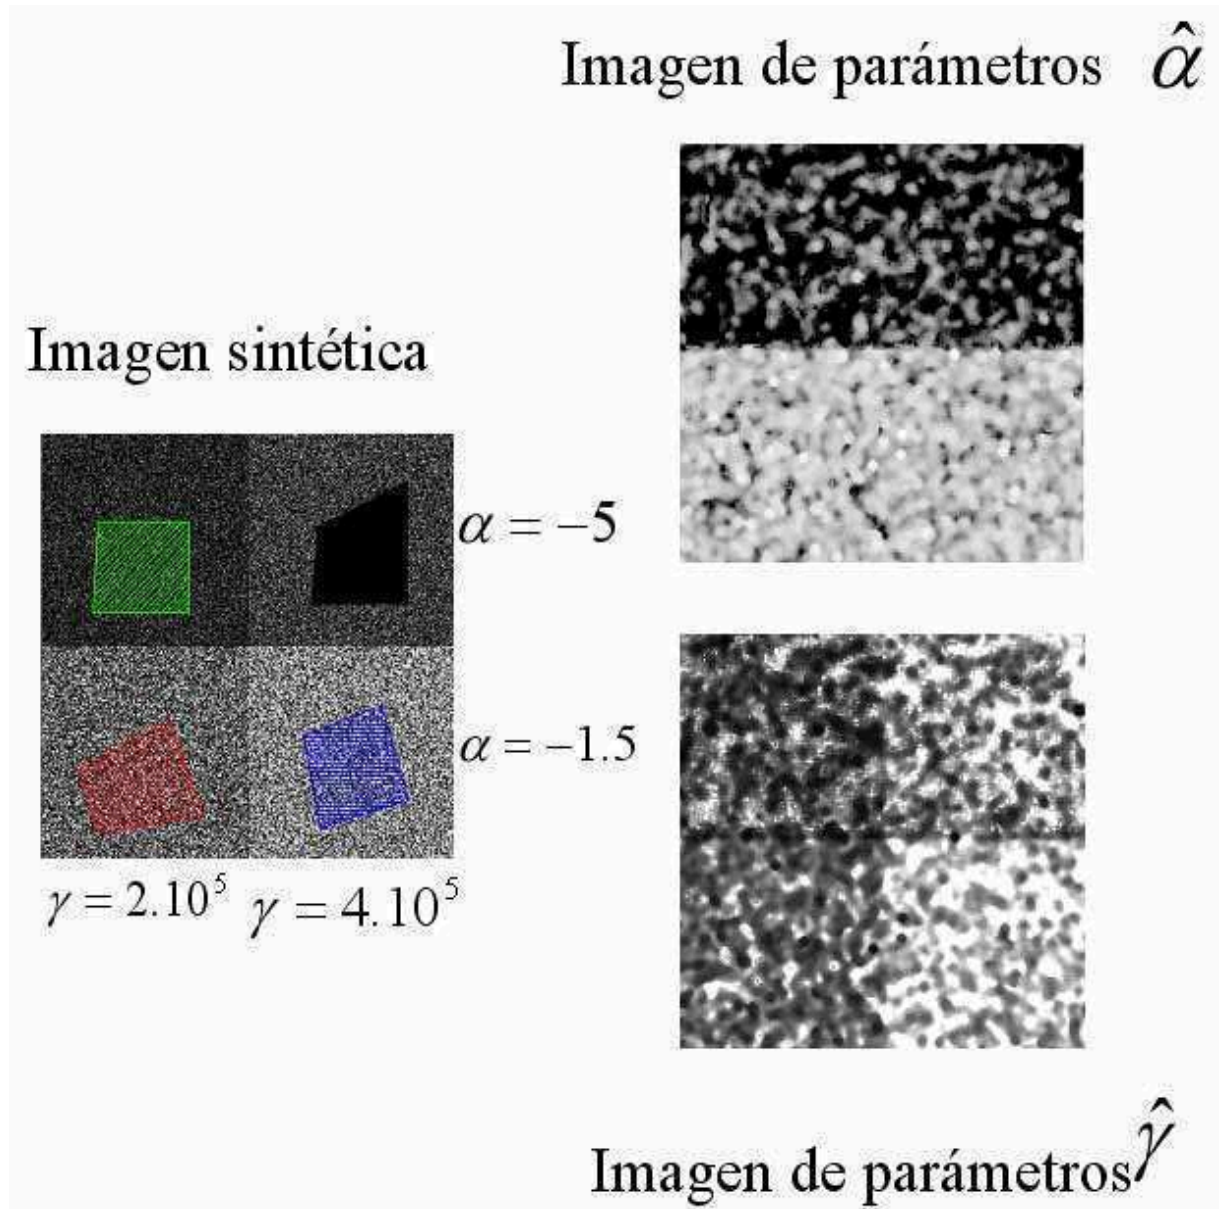 Imagen de parámetros α̂
Imagen sintética
α = −5
α = −1.5
γ = 2.10⁵ γ = 4.10⁵
Imagen de parámetros γ̂